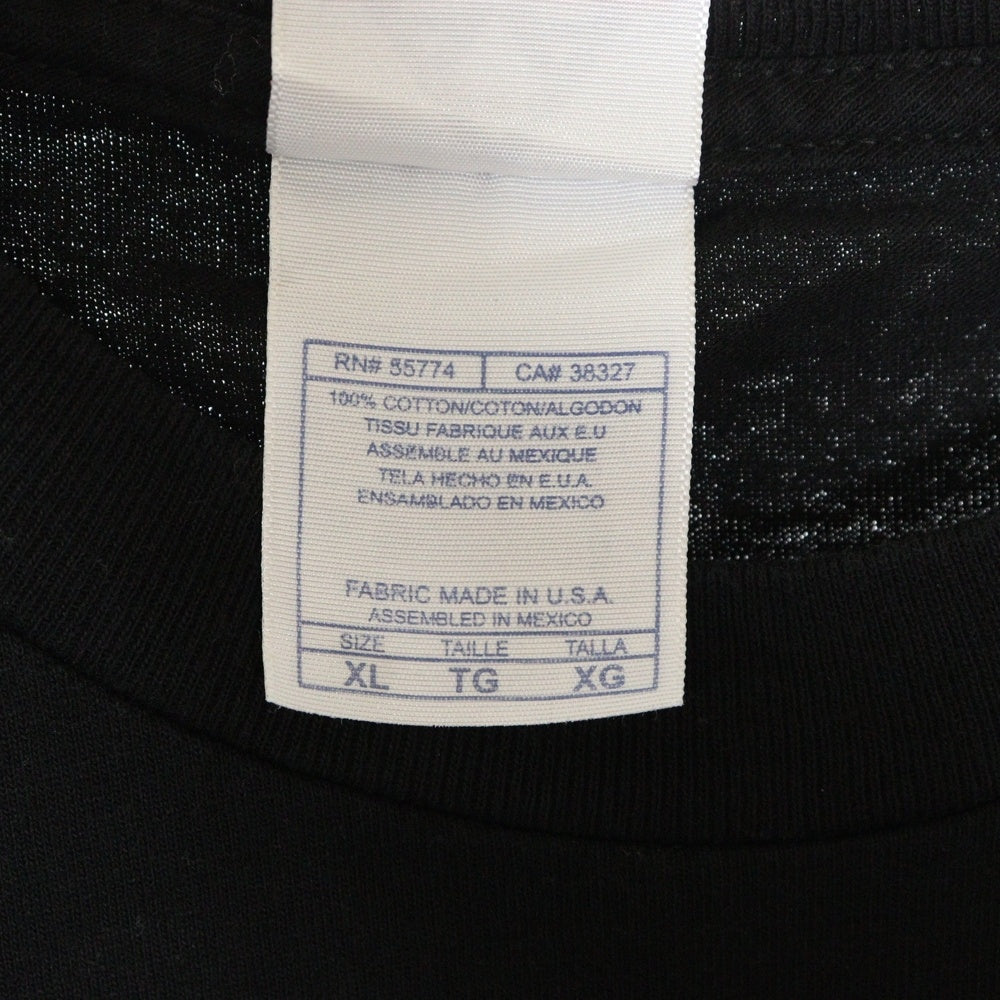 RN# 55774 CA# 38327
100% COTTON/COTON/ALGODON
TISSU FABRIQUE AUX E.U
ASSEMBLE AU MEXIQUE
TELA HECHO EN E.U.A.
ENSAMBLADO EN MEXICO
FABRIC MADE IN U.S.A.
ASSEMBLED IN MEXICO
SIZE TAILLE TALLA
XL TG XG